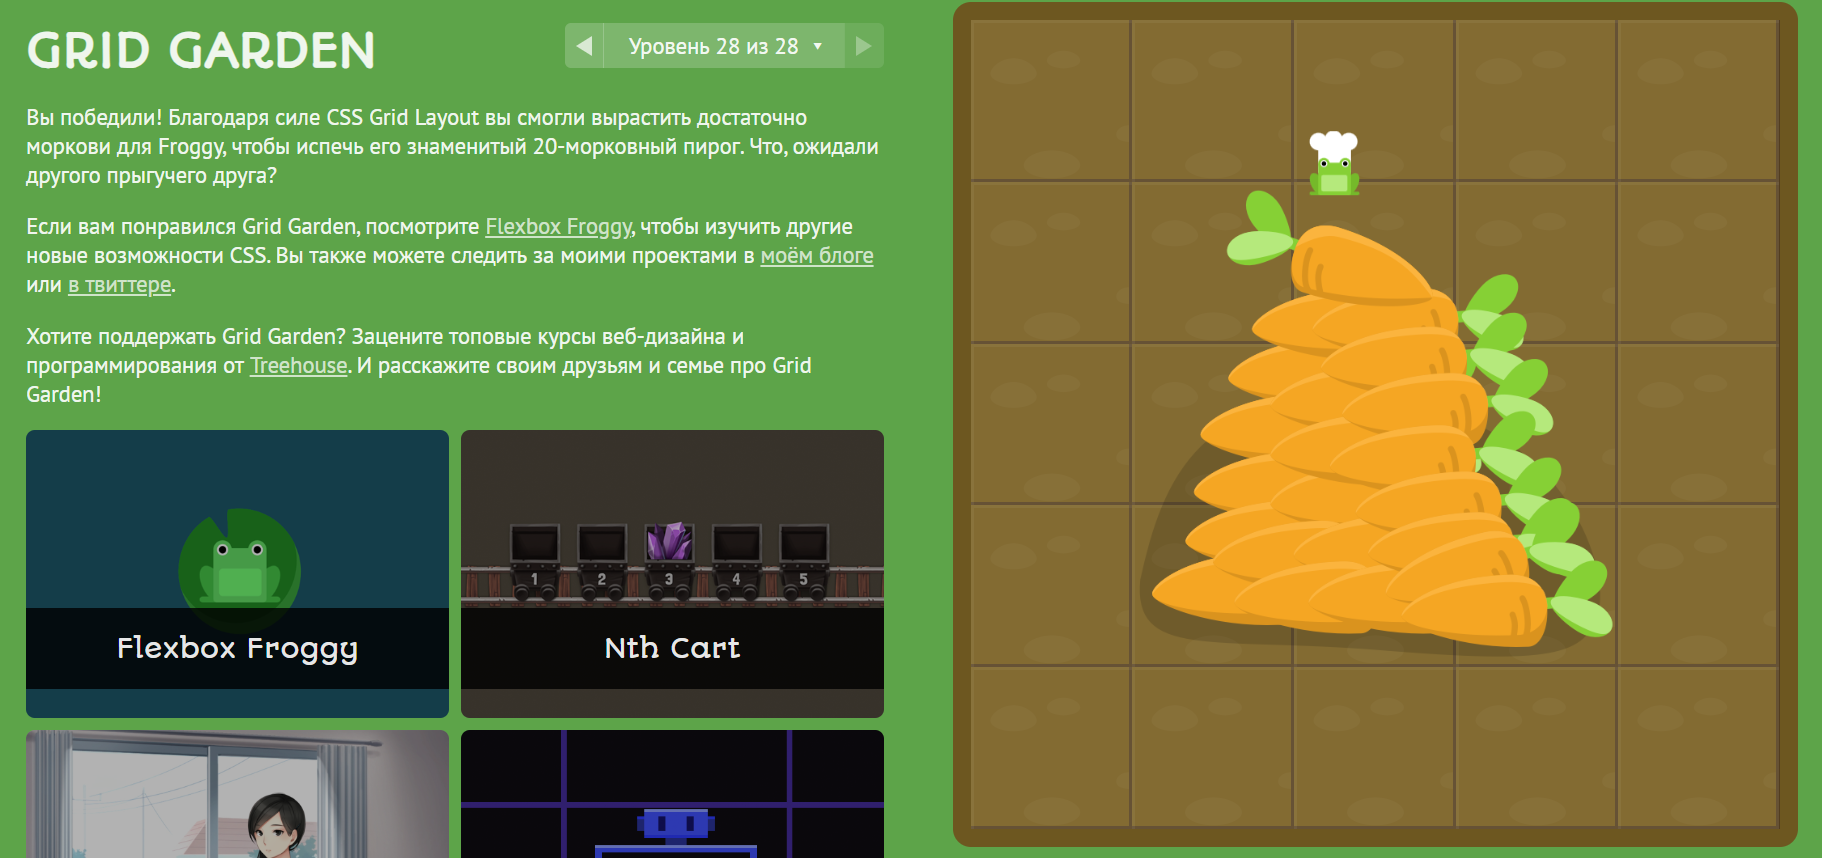 GRID GARDEN
Уровень 28 из 28
Вы победили! Благодаря силе CSS Grid Layout вы смогли вырастить достаточно
моркови для Froggy, чтобы испечь его знаменитый 20-морковный пирог. Что, ожидали
другого прыгучего друга?
Если вам понравился Grid Garden, посмотрите Flexbox Froggy, чтобы изучить другие
новые возможности CSS. Вы также можете следить за моими проектами в моём блоге
или в твиттере.
Хотите поддержать Grid Garden? Зацените топовые курсы веб-дизайна и
программирования от Treehouse. И расскажите своим друзьям и семье про Grid
Garden!
1 2 3 4 5
Flexbox Froggy
Nth Cart